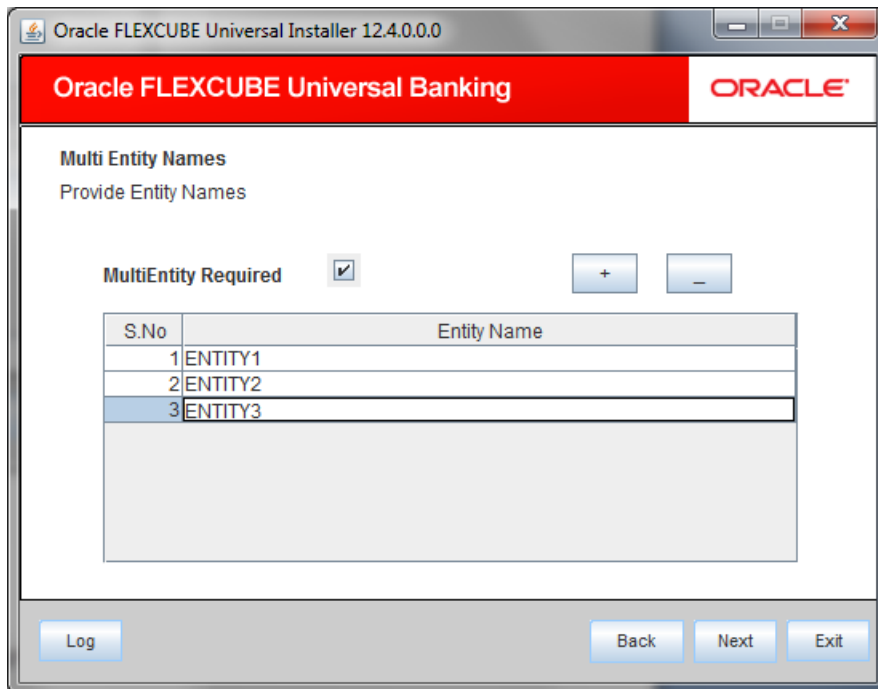 Oracle FLEXCUBE Universal Installer 12.4.0.0.0
Oracle FLEXCUBE Universal Banking
ORACLE
Multi Entity Names
Provide Entity Names
MultiEntity Required + _
S.No Entity Name
1 ENTITY1
2 ENTITY2
3 ENTITY3
Log Back Next Exit